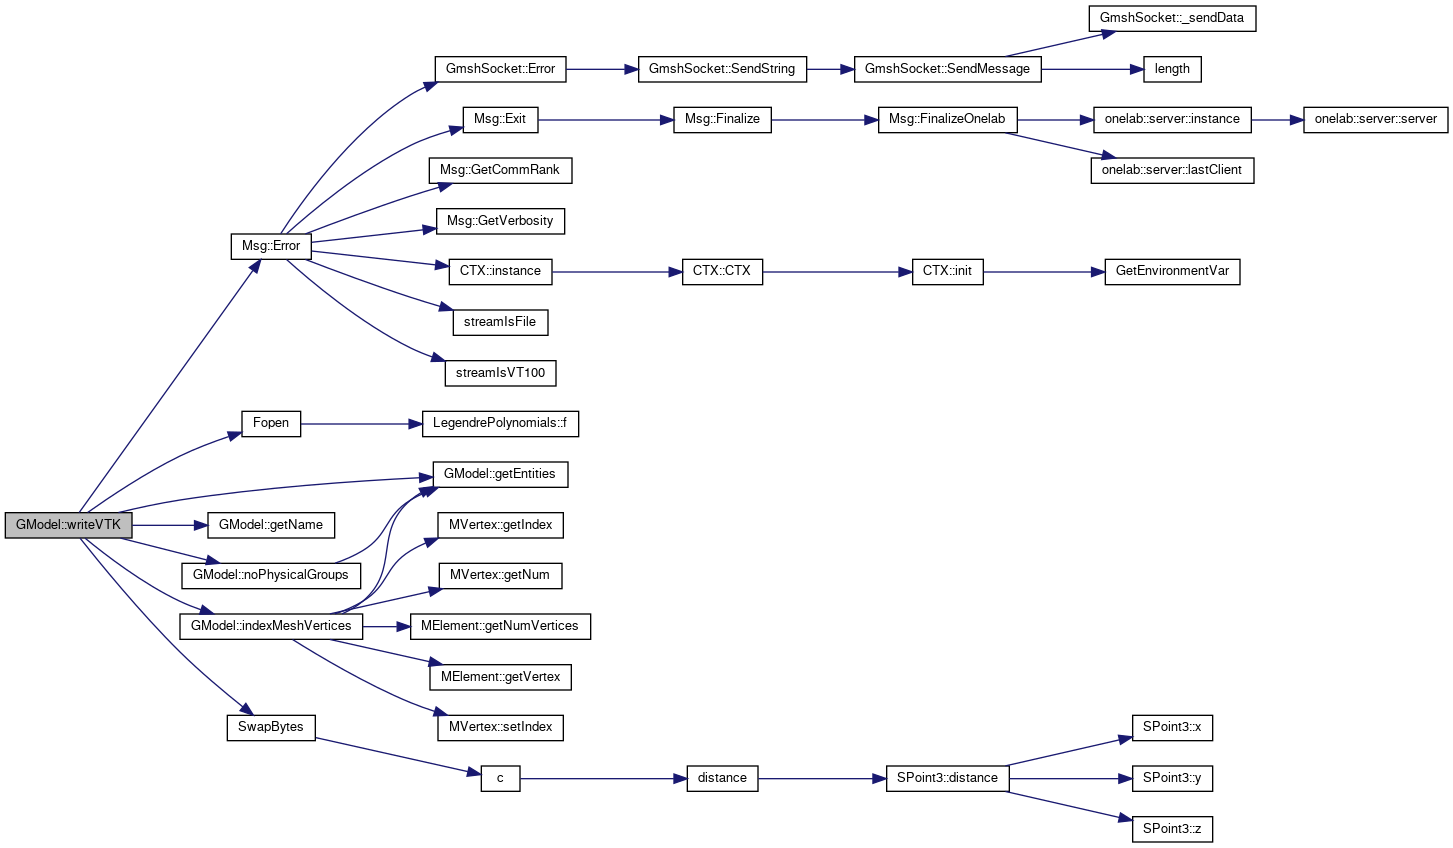 GmshSocket::_sendData
GmshSocket::Error
GmshSocket::SendString
GmshSocket::SendMessage
length
Msg::Exit
Msg::Finalize
Msg::FinalizeOnelab
onelab::server::instance
onelab::server::server
Msg::GetCommRank
onelab::server::lastClient
Msg::GetVerbosity
Msg::Error
CTX::instance
CTX::CTX
CTX::init
GetEnvironmentVar
streamIsFile
streamIsVT100
Fopen
LegendrePolynomials::f
GModel::getEntities
GModel::writeVTK
GModel::getName
MVertex::getIndex
GModel::noPhysicalGroups
MVertex::getNum
GModel::indexMeshVertices
MElement::getNumVertices
MElement::getVertex
SwapBytes
MVertex::setIndex
SPoint3::x
c
distance
SPoint3::distance
SPoint3::y
SPoint3::z